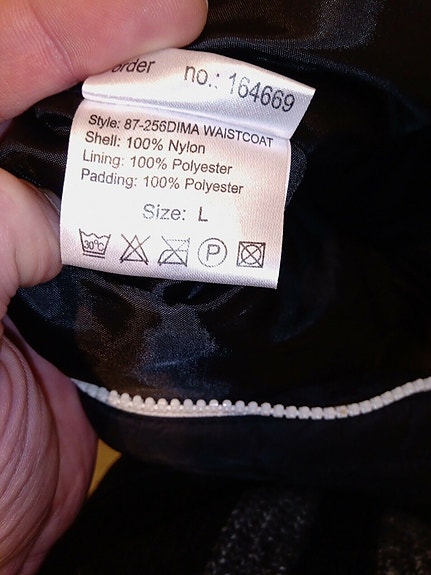 order no.: 164669
Style: 87-256DIMA WAISTCOAT
Shell: 100% Nylon
Lining: 100% Polyester
Padding: 100% Polyester
Size: L
30°C P